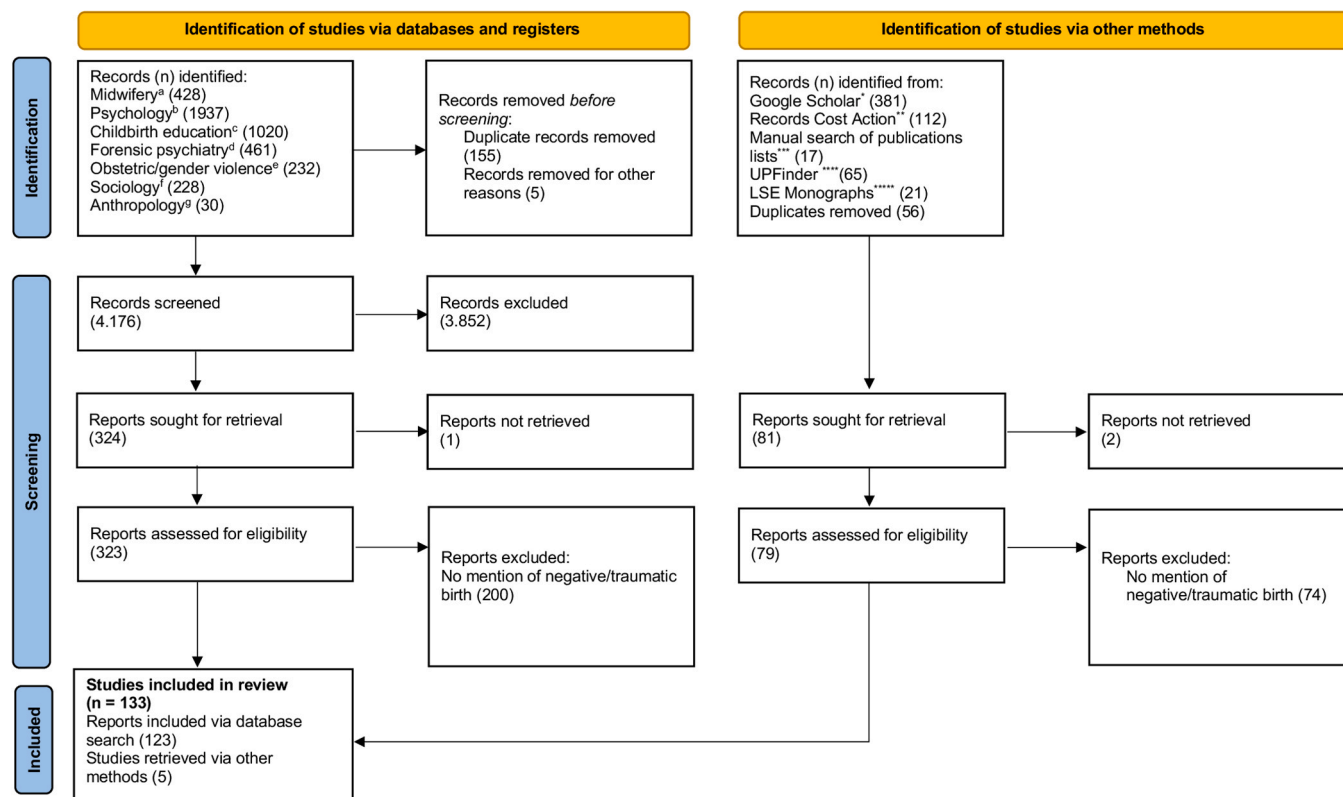 Identification of studies via databases and registers
Identification of studies via other methods
Identification
Records (n) identified:
Midwiferyᵃ (428)
Psychologyᵇ (1937)
Childbirth educationᶜ (1020)
Forensic psychiatryᵈ (461)
Obstetric/gender violenceᵉ (232)
Sociologyᶠ (228)
Anthropologyᵍ (30)
Records removed before
screening:
Duplicate records removed
(155)
Records removed for other
reasons (5)
Records (n) identified from:
Google Scholar* (381)
Records Cost Action** (112)
Manual search of publications
lists*** (17)
UPFinder ****(65)
LSE Monographs***** (21)
Duplicates removed (56)
Screening
Records screened
(4.176)
Records excluded
(3.852)
Reports sought for retrieval
(324)
Reports not retrieved
(1)
Reports sought for retrieval
(81)
Reports not retrieved
(2)
Reports assessed for eligibility
(323)
Reports excluded:
No mention of negative/traumatic
birth (200)
Reports assessed for eligibility
(79)
Reports excluded:
No mention of
negative/traumatic birth (74)
Included
Studies included in review
(n = 133)
Reports included via database
search (123)
Studies retrieved via other
methods (5)